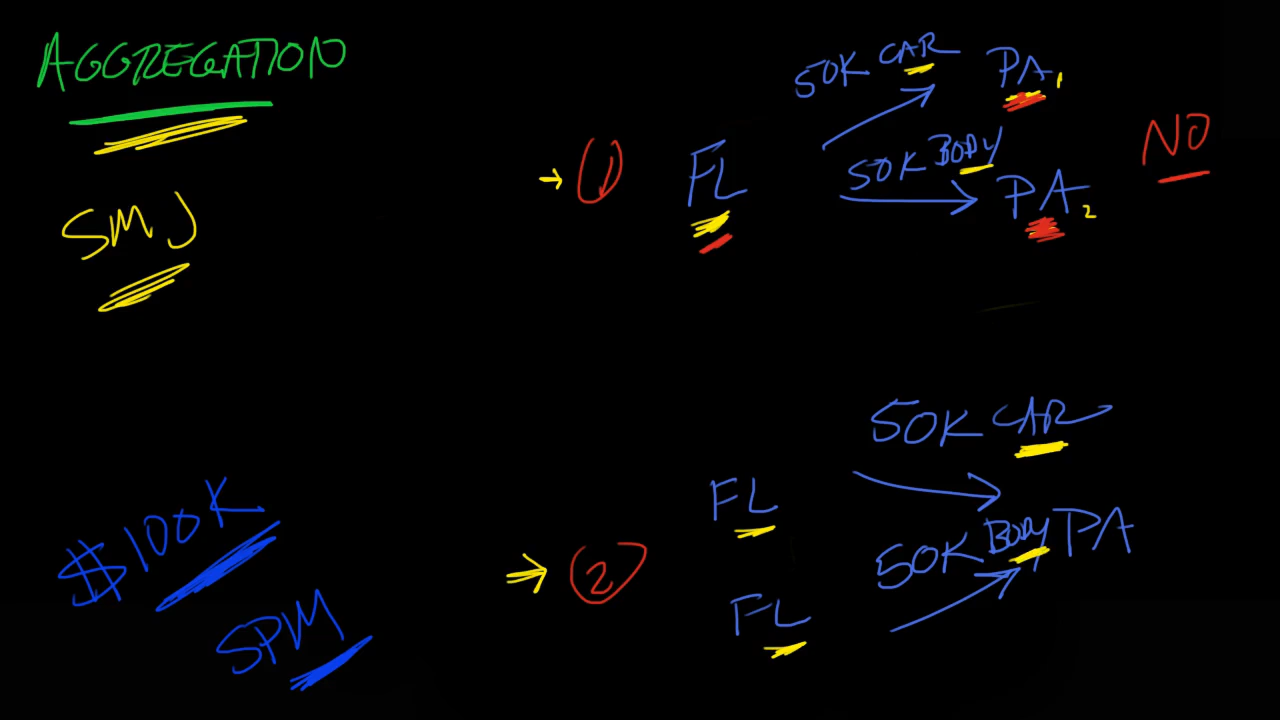 AGGREGATION
SMJ
$100K
SPM
→ 1
FL
50K CAR PA1
50K BODY PA2
NO
→ 2
FL
50K CAR
FL
50K BODY PA